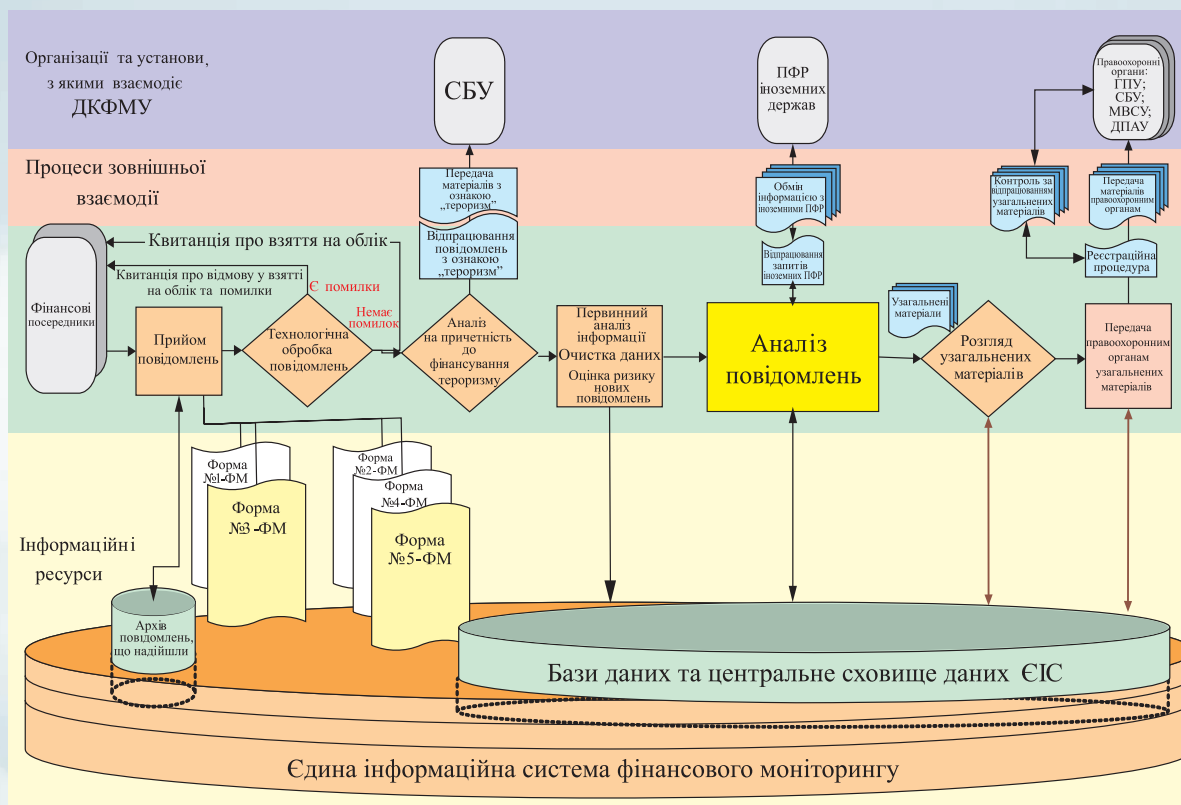 Організації та установи,
з якими взаємодіє
ДКФМУ
СБУ
ПФР
іноземних
держав
Правоохоронні
органи:
ГПУ;
СБУ;
МВСУ;
ДПАУ
Процеси зовнішньої
взаємодії
Передача
матеріалів з
ознакою
„тероризм”
Обмін
інформацією з
іноземними ПФР
Контроль за
відпрацюванням
узагальнених
матеріалів
Передача
матеріалів
правоохоронним
органам
Квитанція про взяття на облік
Відпрацювання
повідомлень
з ознакою
„тероризм”
Відпрацювання
запитів
іноземних ПФР
Реєстраційна
процедура
Квитанція про відмову у взятті
на облік та помилки
Є помилки
Немає
помилок
Фінансові
посередники
Прийом
повідомлень
Технологічна
обробка
повідомлень
Аналіз
на причетність
до
фінансування
тероризму
Первинний
аналіз
інформації
Очистка даних
Оцінка ризику
нових
повідомлень
Аналіз
повідомлень
Узагальнені
матеріали
Розгляд
узагальнених
матеріалів
Передача
правоохоронним
органам
узагальнених
матеріалів
Форма
№1-ФМ
Форма
№3-ФМ
Форма
№2-ФМ
Форма
№4-ФМ
Форма
№5-ФМ
Інформаційні
ресурси
Архів
повідомлень,
що надійшли
Бази даних та центральне сховище даних ЄІС
Єдина інформаційна система фінансового моніторингу